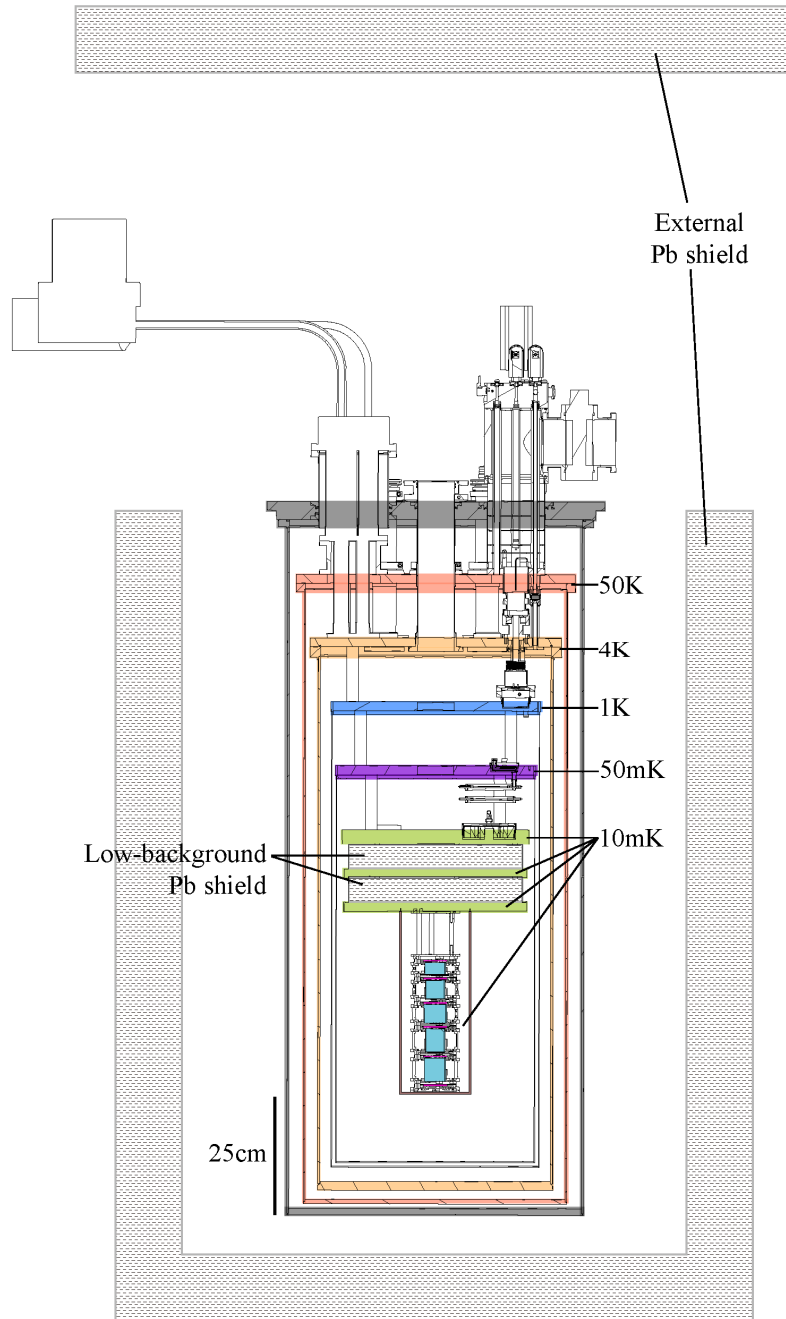 External
Pb shield
50K
4K
1K
50mK
10mK
Low-background
Pb shield
25cm